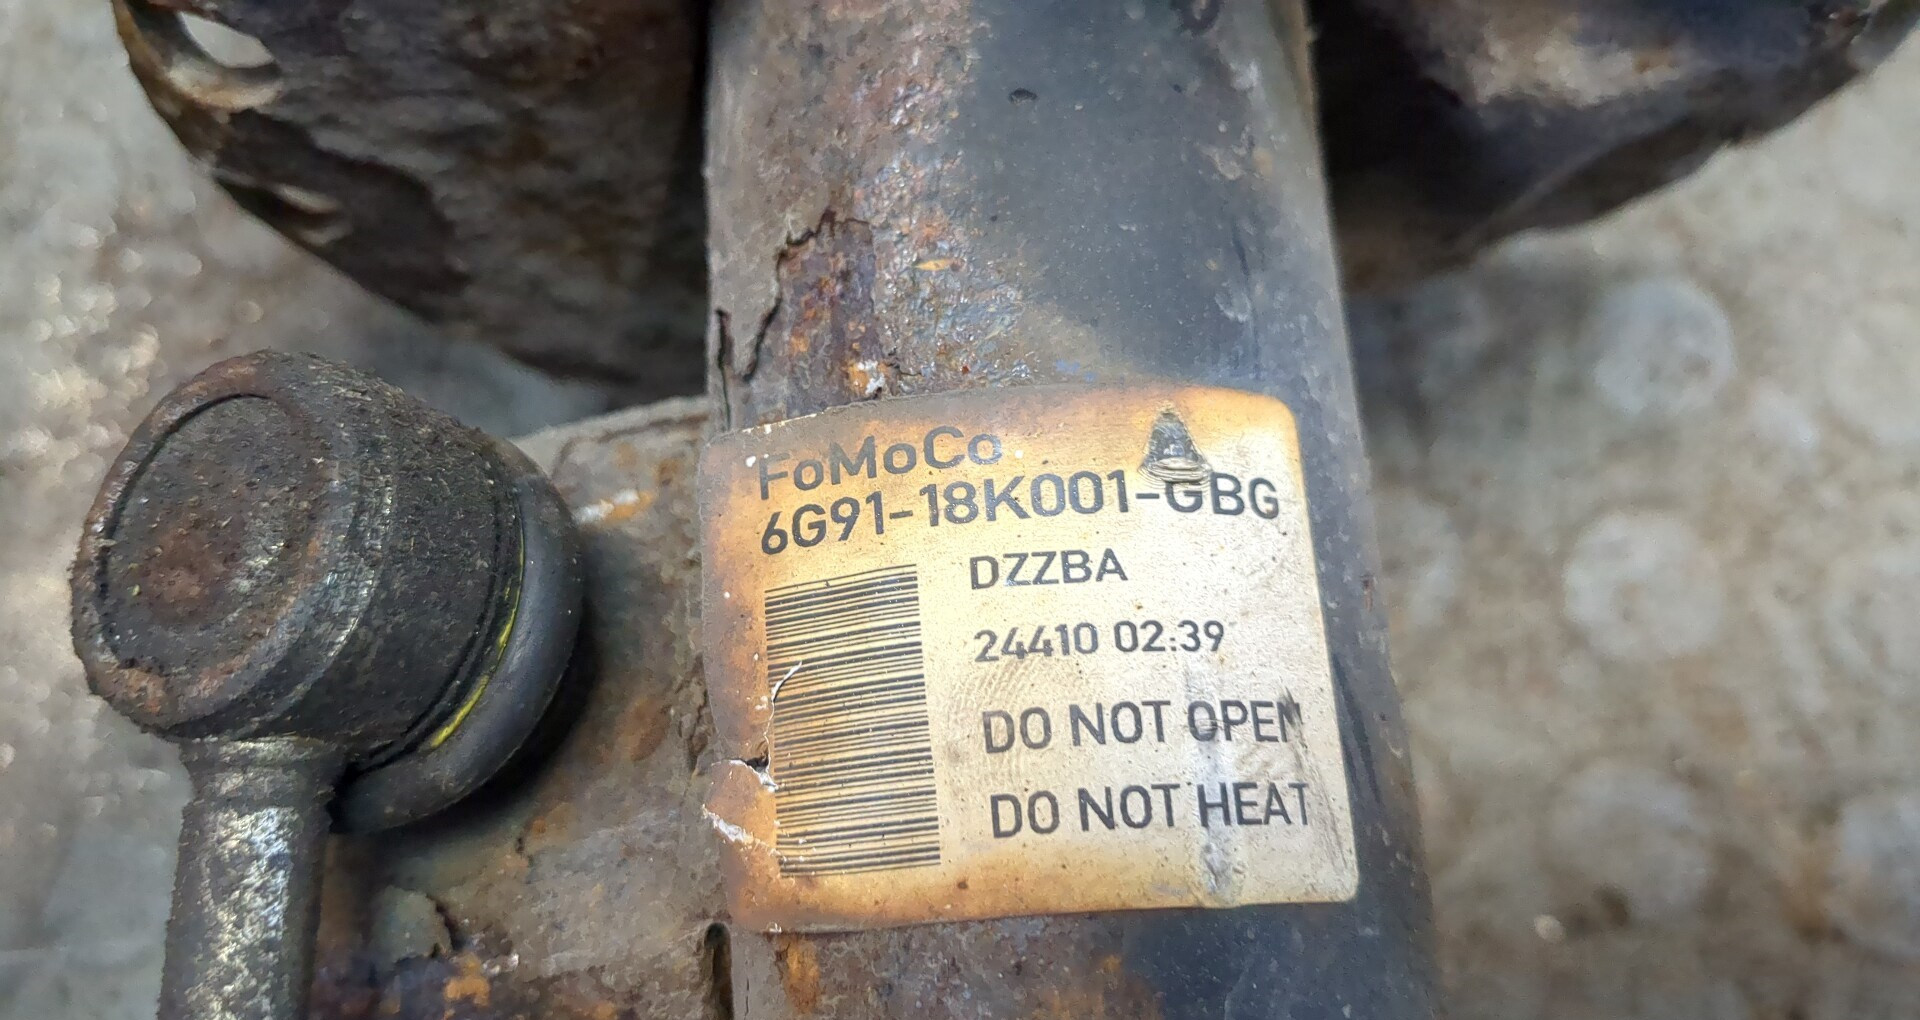 FoMoCo
6G91-18K001-GBG
DZZBA
24410 02:39
DO NOT OPEN
DO NOT HEAT